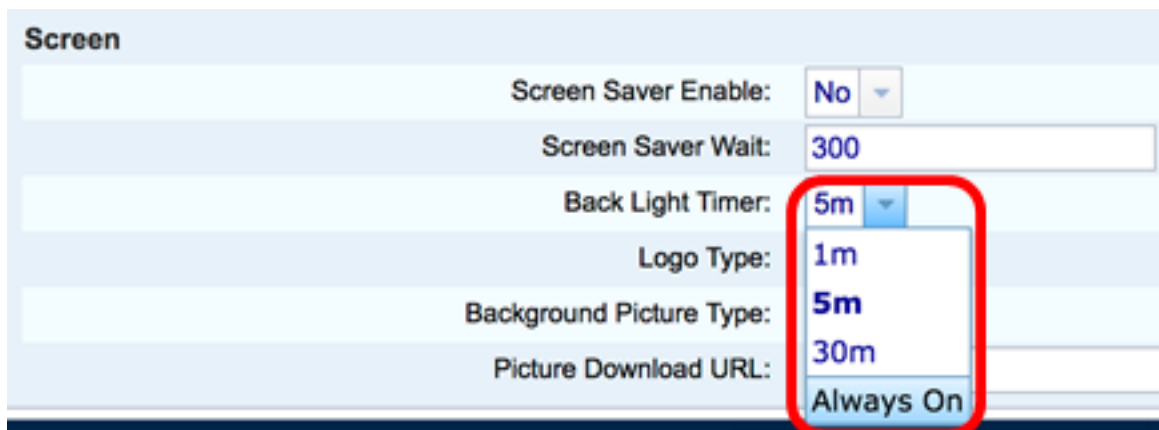 Screen
Screen Saver Enable: No
Screen Saver Wait: 300
Back Light Timer: 5m
Logo Type: 1m
Background Picture Type: 5m
30m
Picture Download URL:
Always On